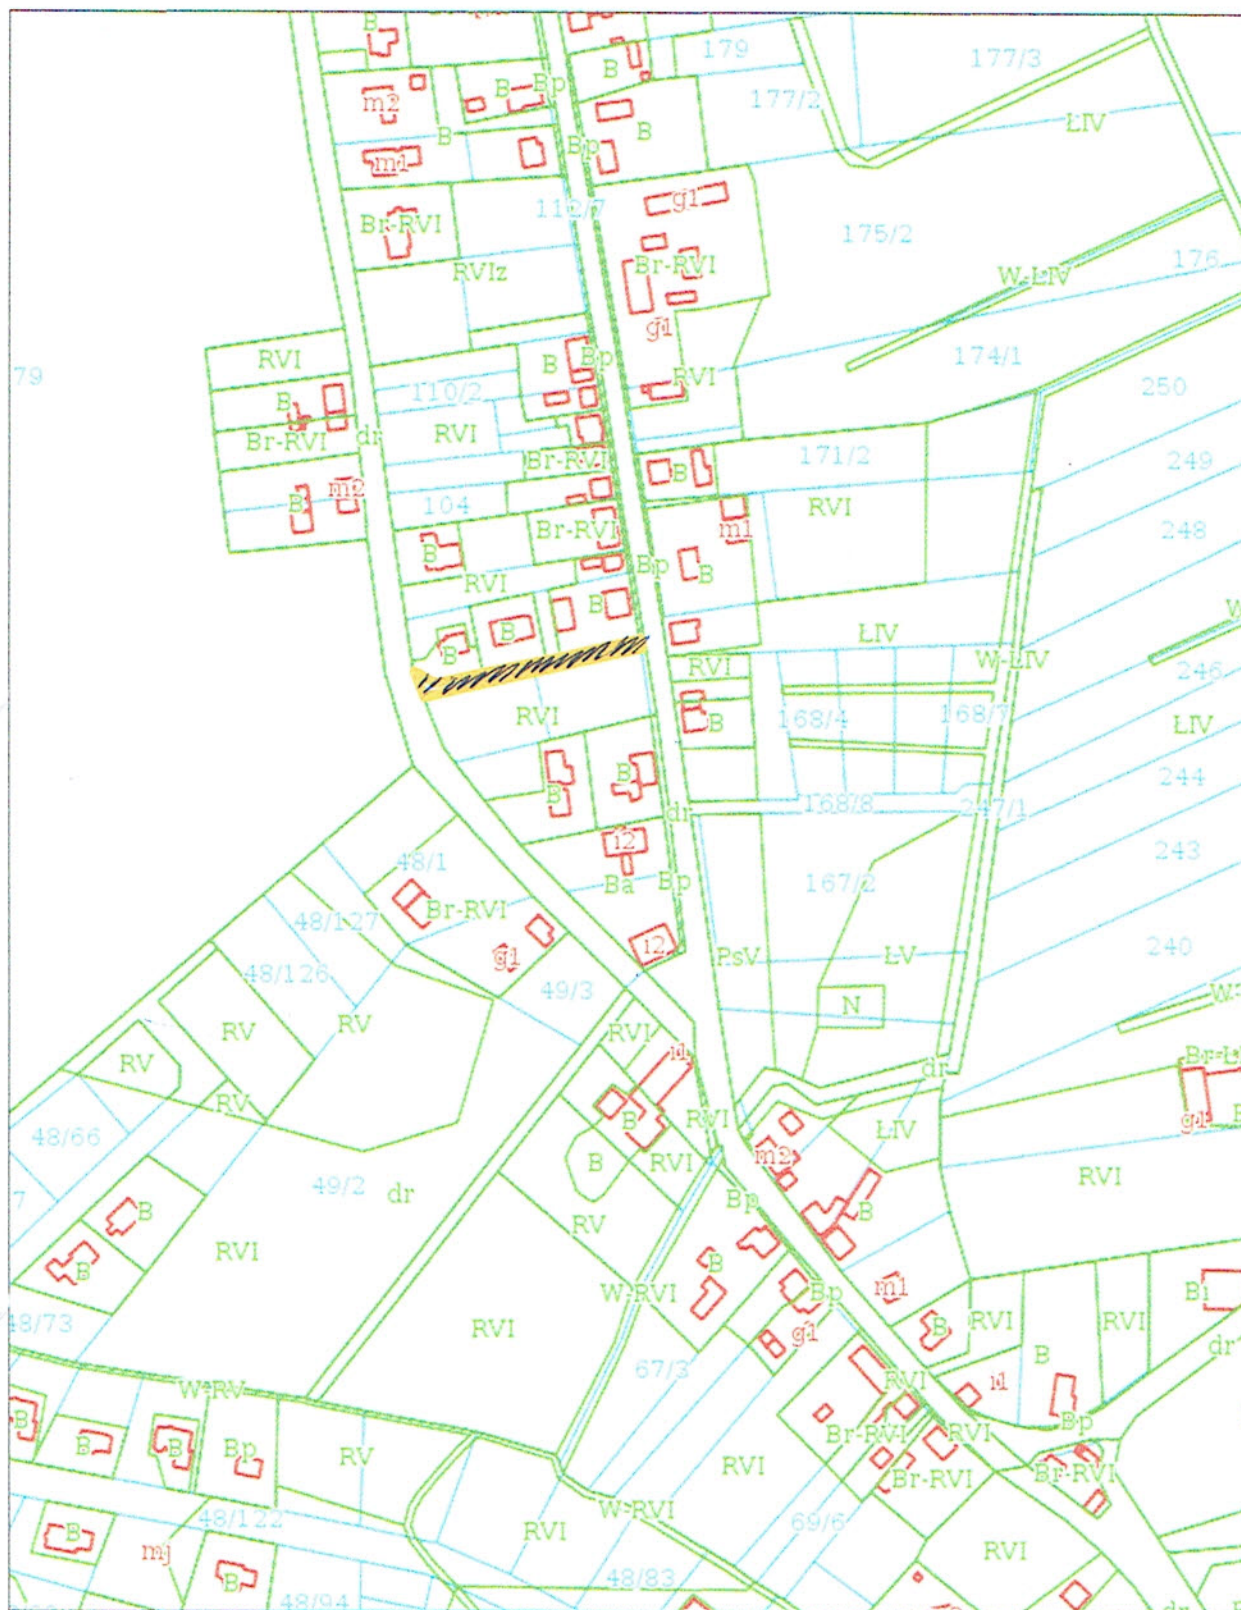 B
179
177/3
B
B
Bp
177/2
m2
B
B
ŁIV
m1
Bp
g1
112/7
Br-RVI
175/2
RVIz
Br-RVI
W-ŁIV
176
g1
RVI
B
Bp
174/1
79
RVI
250
110/2
B
RVI
Br-RVI
dr
Br-RVI
171/2
249
B
m2
B
104
RVI
Br-RVI
m1
248
B
Bp
B
RVI
B
B
ŁIV
B
RVI
W-ŁIV
246
RVI
B
168/4
168/7
ŁIV
B
B
244
dr
168/8
247/1
i2
48/1
243
Ba
Bp
167/2
Br-RVI
48/127
i2
g1
PsV
ŁV
240
48/126
49/3
N
RV
RV
RVI
RV
i1
dr
RV
B
RVI
g1
48/66
ŁIV
m2
B
RVI
RVI
49/2
dr
Bp
B
RV
B
RVI
B
B
W-RVI
Bp
m1
Bi
48/73
RVI
g1
B
RVI
RVI
dr
67/3
B
W-RV
RVI
i1
B
B
B
Bp
RV
Br-RVI
RVI
Bp
RVI
Br-RVI
Br-RVI
W-RVI
48/122
RVI
69/6
B
mj
RVI
B
48/83
48/94
dr